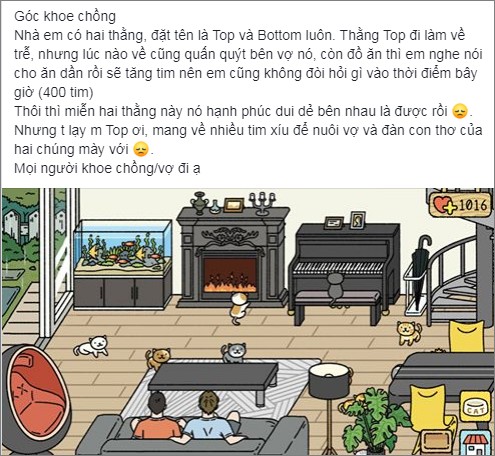 Góc khoe chồng
Nhà em có hai thằng, đặt tên là Top và Bottom luôn. Thằng Top đi làm về
trễ, nhưng lúc nào về cũng quấn quýt bên vợ nó, còn đồ ăn thì em nghe nói
cho ăn dần rồi sẽ tăng tim nên em cũng không đòi hỏi gì vào thời điểm bây
giờ (400 tim)
Thôi thì miễn hai thằng này nó hạnh phúc dui dẻ bên nhau là được rồi 😞.
Nhưng t lạy m Top ơi, mang về nhiều tim xíu để nuôi vợ và đàn con thơ của
hai chúng mày với 😞.
Mọi người khoe chồng/vợ đi ạ
+1016
CAT